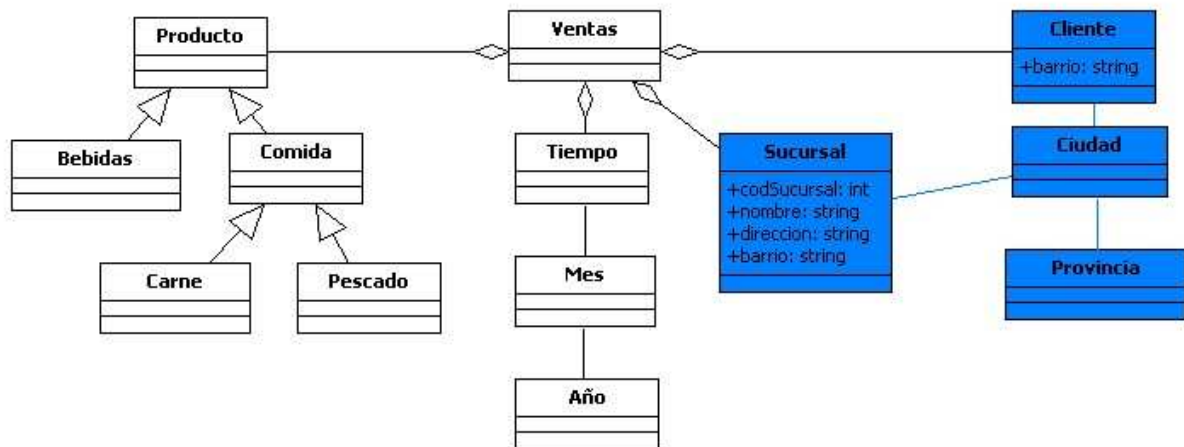 Producto
Ventas
Cliente
+barrio: string
Bebidas
Comida
Tiempo
Sucursal
+codSucursal: int
+nombre: string
+direccion: string
+barrio: string
Ciudad
Carne
Pescado
Mes
Provincia
Año